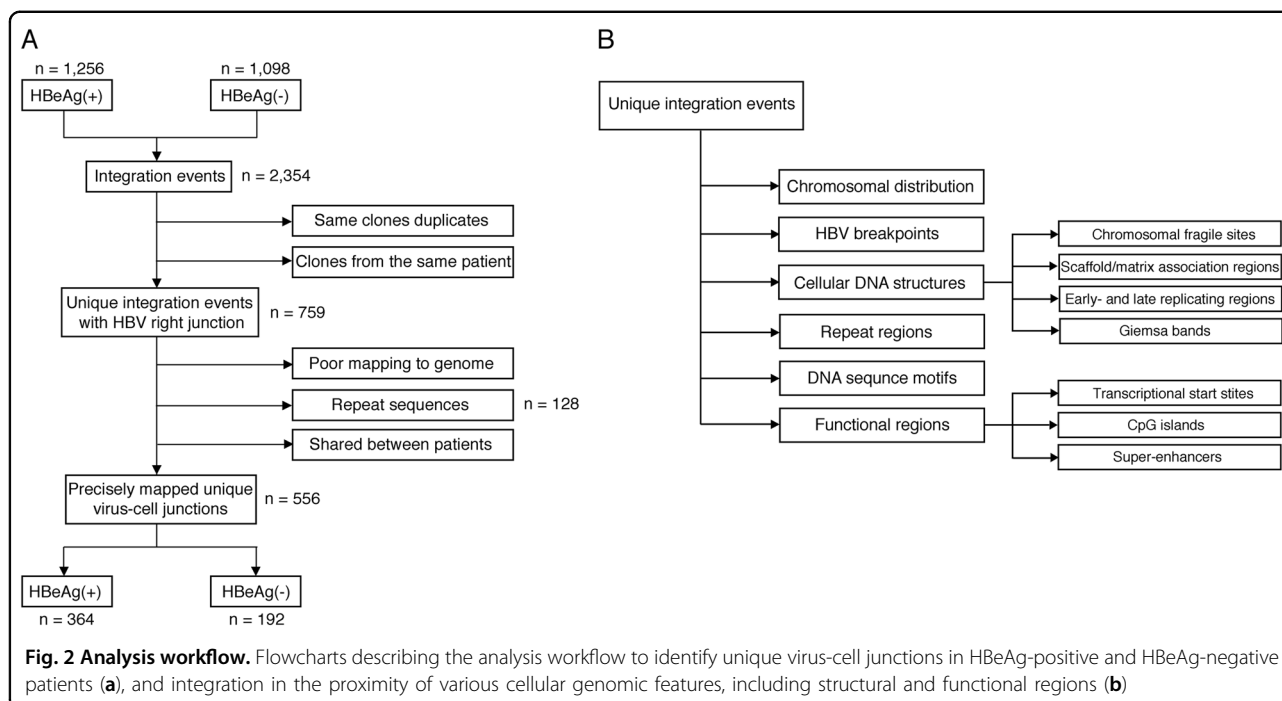 A
n = 1,256
n = 1,098
HBeAg(+)
HBeAg(-)
Integration events
n = 2,354
Same clones duplicates
Clones from the same patient
Unique integration events
with HBV right junction
n = 759
Poor mapping to genome
Repeat sequences
n = 128
Shared between patients
Precisely mapped unique
virus-cell junctions
n = 556
HBeAg(+)
HBeAg(-)
n = 364
n = 192
B
Unique integration events
Chromosomal distribution
HBV breakpoints
Cellular DNA structures
Repeat regions
DNA sequnce motifs
Functional regions
Chromosomal fragile sites
Scaffold/matrix association regions
Early- and late replicating regions
Giemsa bands
Transcriptional start stites
CpG islands
Super-enhancers
Fig. 2 Analysis workflow. Flowcharts describing the analysis workflow to identify unique virus-cell junctions in HBeAg-positive and HBeAg-negative
patients (a), and integration in the proximity of various cellular genomic features, including structural and functional regions (b)